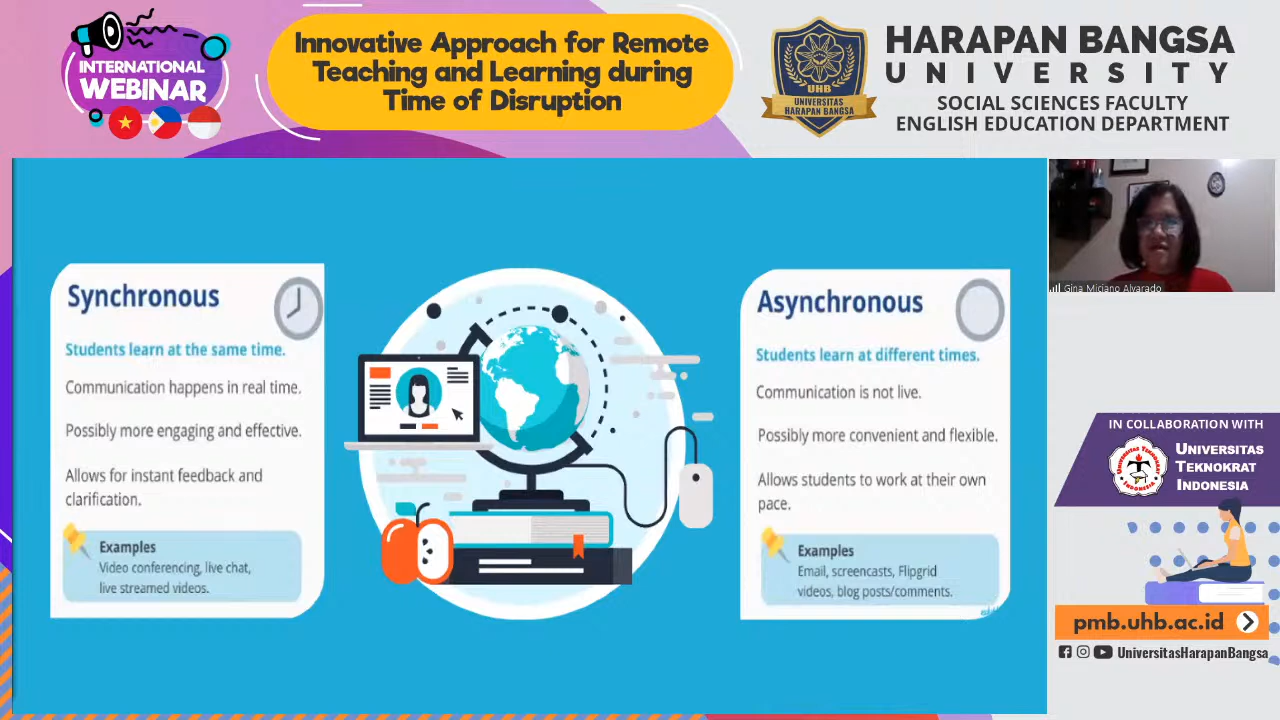 INTERNATIONAL
WEBINAR
Innovative Approach for Remote
Teaching and Learning during
Time of Disruption
UHB
UNIVERSITAS
HARAPAN BANGSA
HARAPAN BANGSA
UNIVERSITY
SOCIAL SCIENCES FACULTY
ENGLISH EDUCATION DEPARTMENT
Synchronous
Students learn at the same time.
Communication happens in real time.
Possibly more engaging and effective.
Allows for instant feedback and
clarification.
Examples
Video conferencing, live chat,
live streamed videos.
Asynchronous
Students learn at different times.
Communication is not live.
Possibly more convenient and flexible.
Allows students to work at their own
pace.
Examples
Email, screencasts, Flipgrid
videos, blog posts/comments.
Gina Miciano Alvarado
IN COLLABORATION WITH
UNIVERSITAS
TEKNOKRAT
INDONESIA
pmb.uhb.ac.id
UniversitasHarapanBangsa